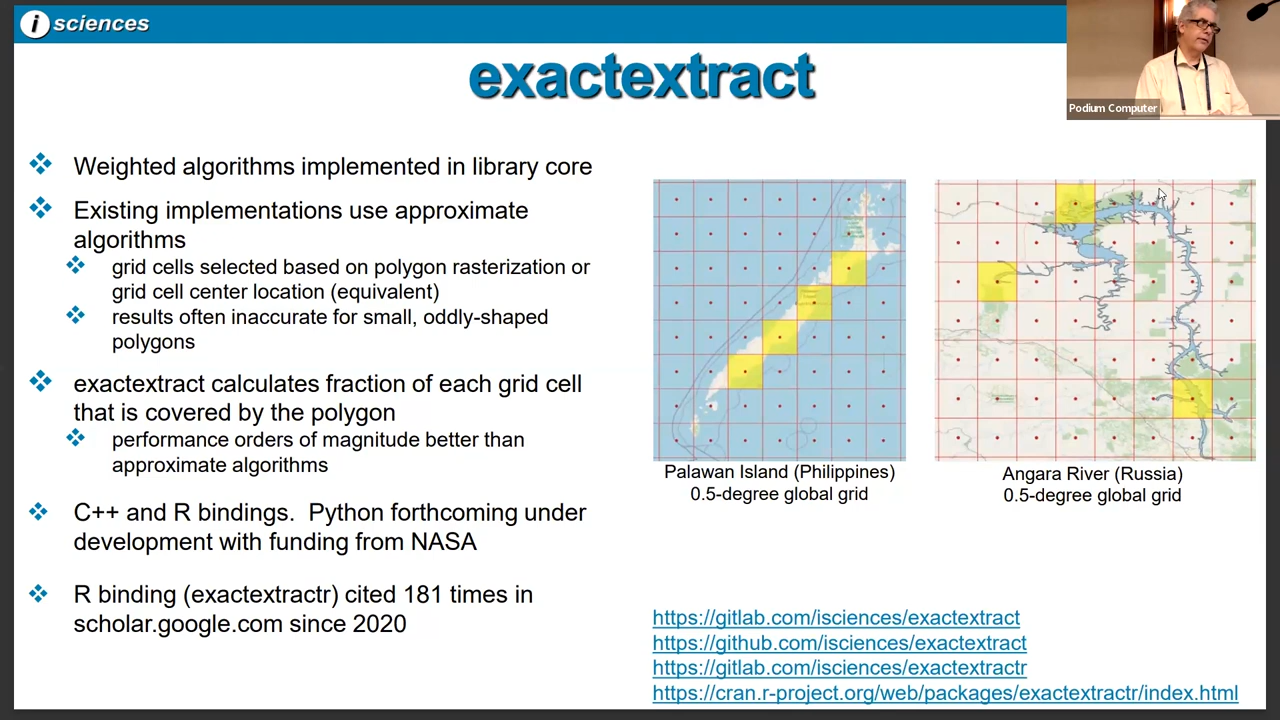 i sciences
Podium Computer
exactextract
Weighted algorithms implemented in library core
Existing implementations use approximate
algorithms
grid cells selected based on polygon rasterization or
grid cell center location (equivalent)
results often inaccurate for small, oddly-shaped
polygons
exactextract calculates fraction of each grid cell
that is covered by the polygon
performance orders of magnitude better than
approximate algorithms
C++ and R bindings.  Python forthcoming under
development with funding from NASA
R binding (exactextractr) cited 181 times in
scholar.google.com since 2020
Palawan Island (Philippines)
0.5-degree global grid
Angara River (Russia)
0.5-degree global grid
https://gitlab.com/isciences/exactextract
https://github.com/isciences/exactextract
https://gitlab.com/isciences/exactextractr
https://cran.r-project.org/web/packages/exactextractr/index.html